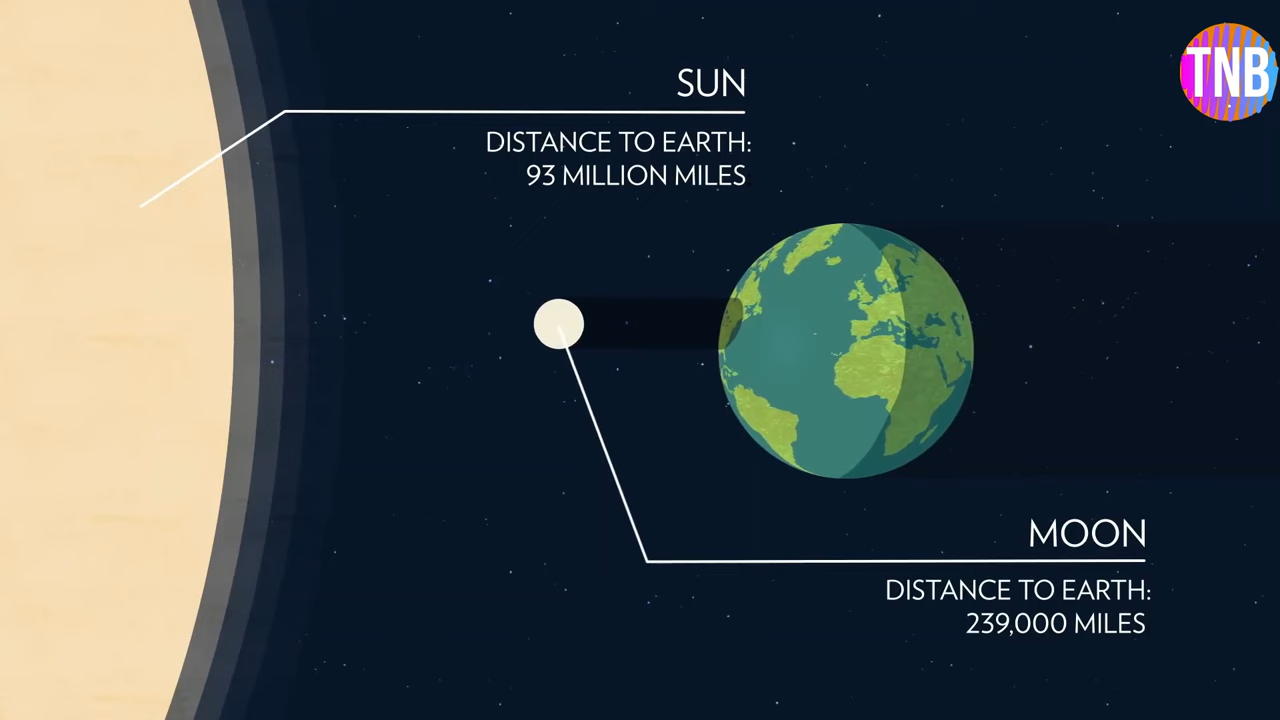 TNB
SUN
DISTANCE TO EARTH:
93 MILLION MILES
MOON
DISTANCE TO EARTH:
239,000 MILES